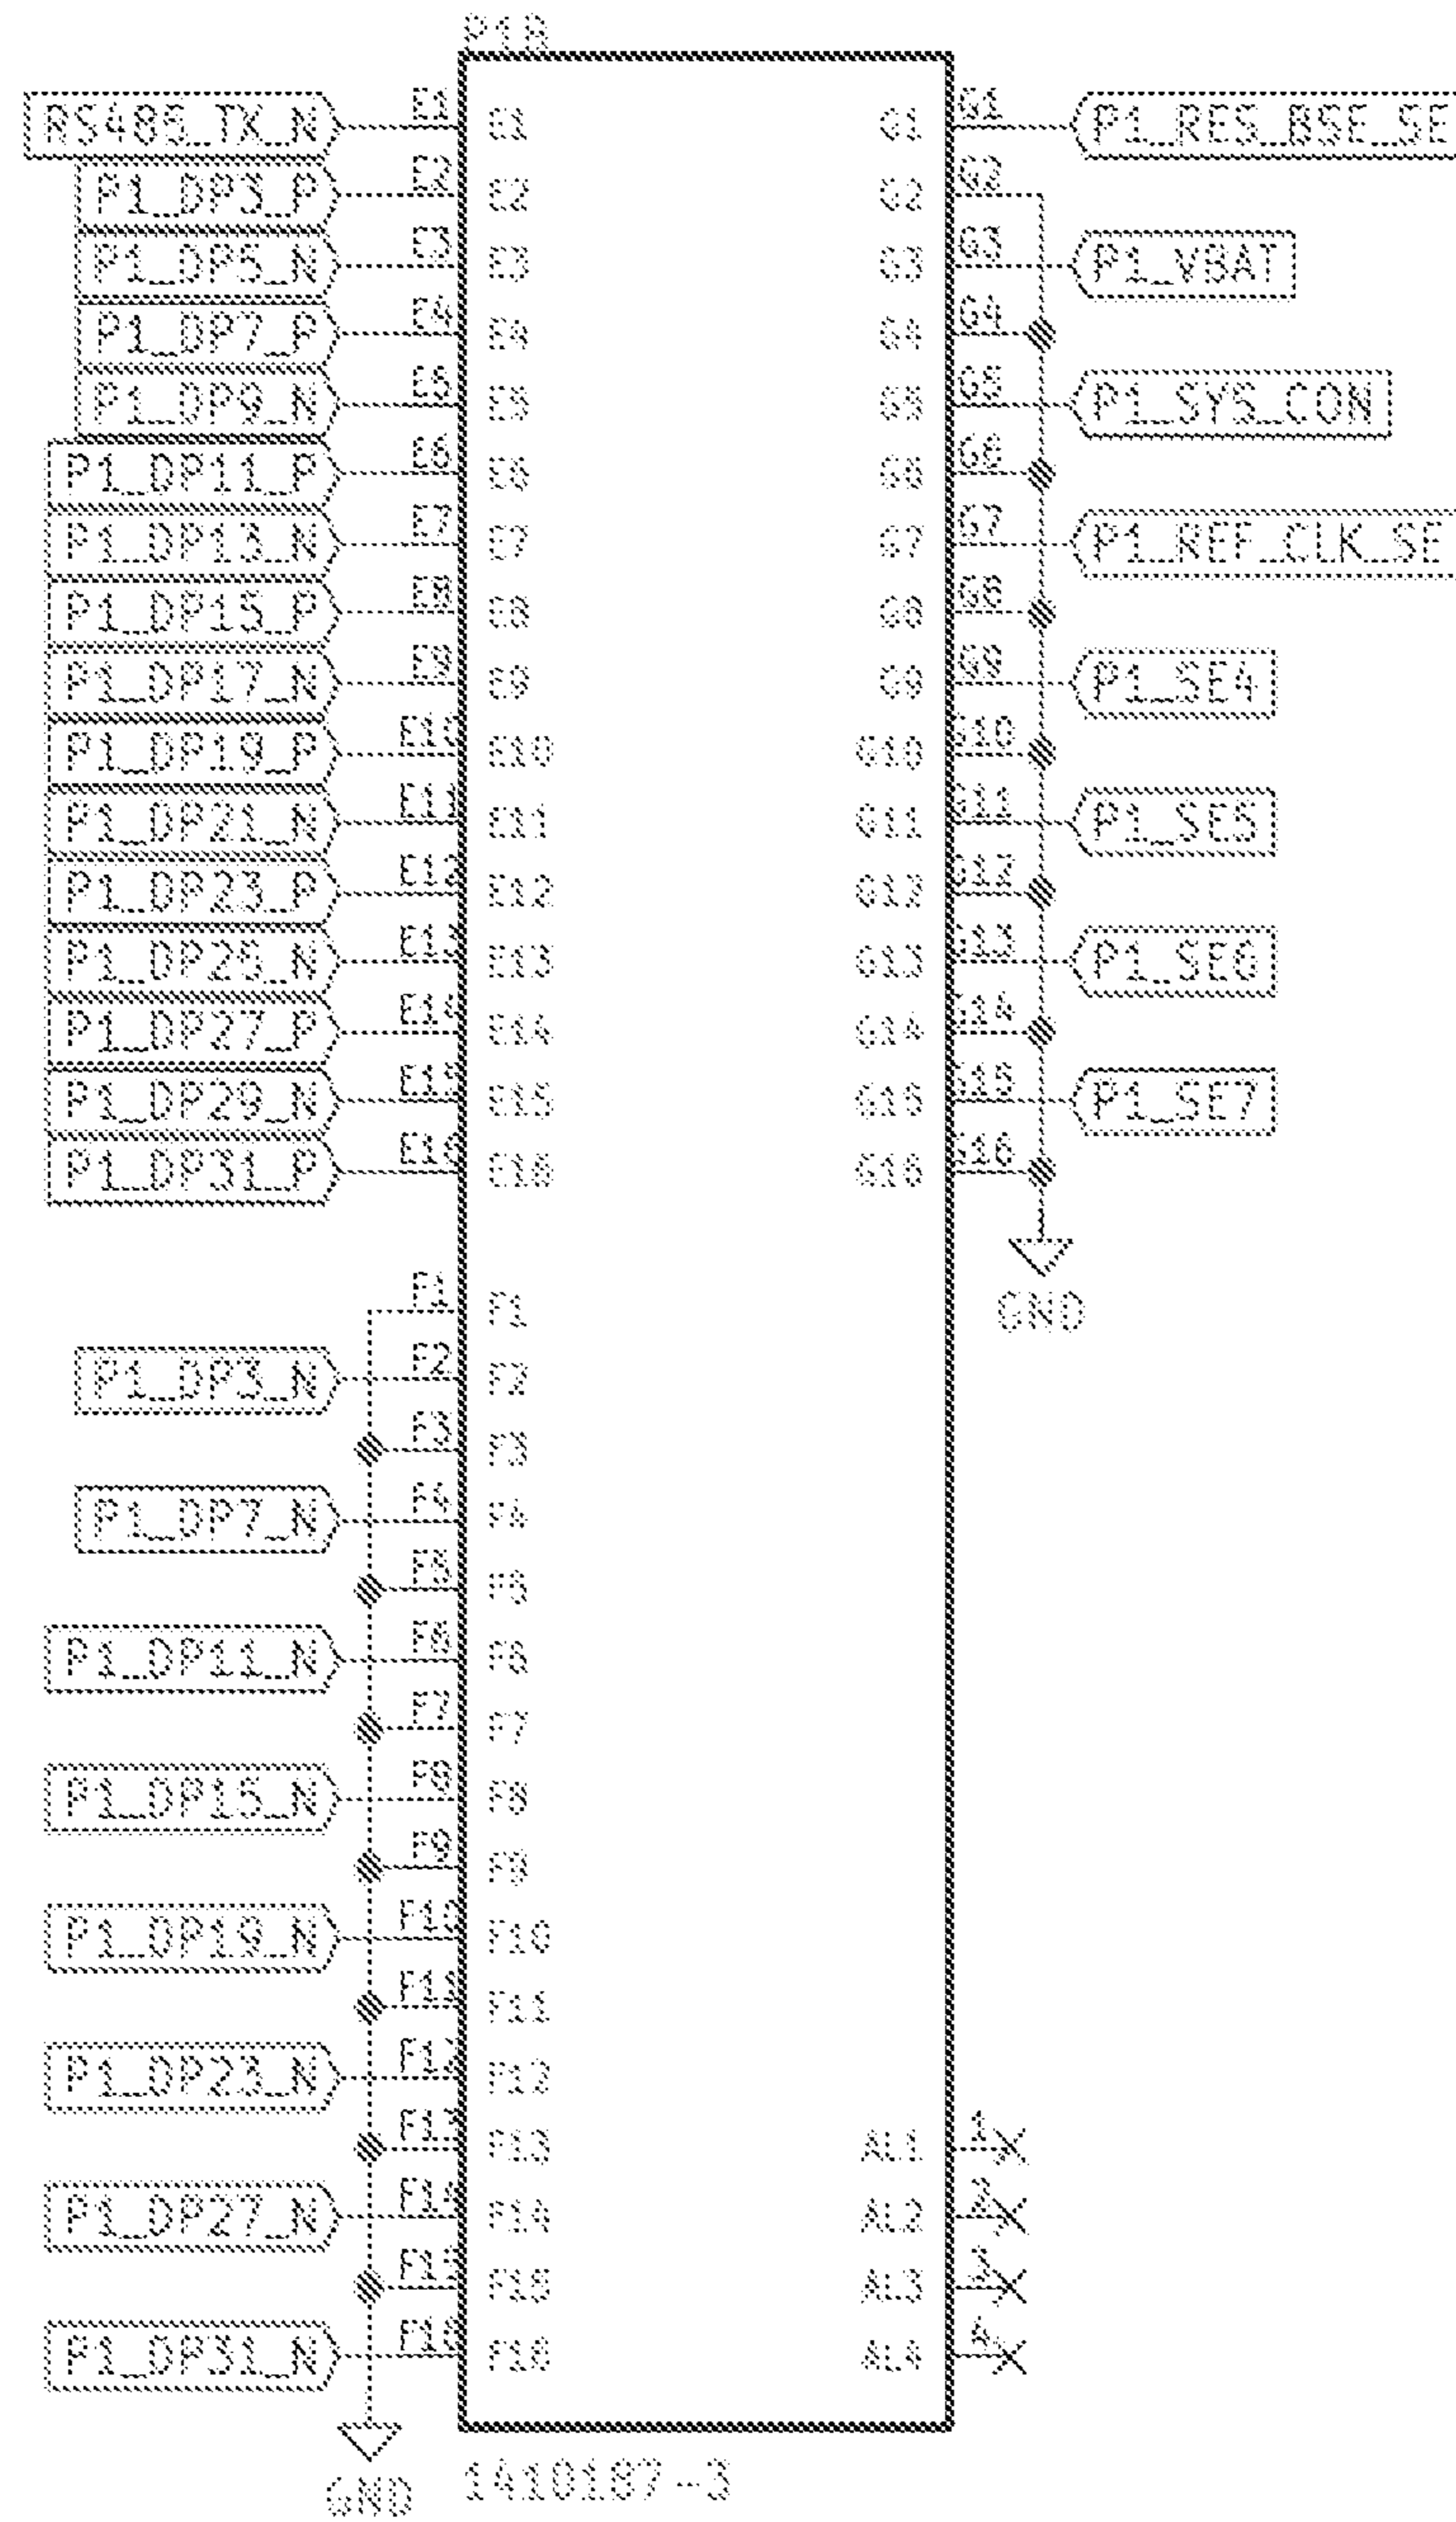 P1B
RS485_TX_N E1 E1 G1 G1 P1_RES_BSE_SE
P1_DP3_P E2 E2 G2 G2
P1_DP5_N E3 E3 G3 G3 P1_VBAT
P1_DP7_P E4 E4 G4 G4
P1_DP9_N E5 E5 G5 G5 P1_SYS_CON
P1_DP11_P E6 E6 G6 G6
P1_DP13_N E7 E7 G7 G7 P1_REF_CLK_SE
P1_DP15_P E8 E8 G8 G8
P1_DP17_N E9 E9 G9 G9 P1_SE4
P1_DP19_P E10 E10 G10 G10
P1_DP21_N E11 E11 G11 G11 P1_SE5
P1_DP23_P E12 E12 G12 G12
P1_DP25_N E13 E13 G13 G13 P1_SE6
P1_DP27_P E14 E14 G14 G14
P1_DP29_N E15 E15 G15 G15 P1_SE7
P1_DP31_P E16 E16 G16 G16
GND
F1 F1
P1_DP3_N F2 F2
F3 F3
P1_DP7_N F4 F4
F5 F5
P1_DP11_N F6 F6
F7 F7
P1_DP15_N F8 F8
F9 F9
P1_DP19_N F10 F10
F11 F11
P1_DP23_N F12 F12
F13 F13 AL1 1
P1_DP27_N F14 F14 AL2 2
F15 F15 AL3 3
P1_DP31_N F16 F16 AL4 4
GND
1410187-3